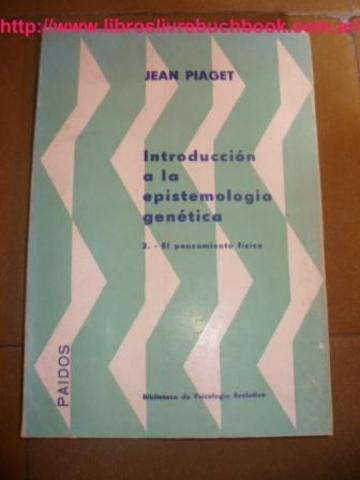 http://www.libroslivrebuchbook.com.ar/
JEAN PIAGET
Introducción
a la
epistemologia
genética
2. - El pensamiento físico
PAIDOS
Biblioteca de Psicología Evolutiva